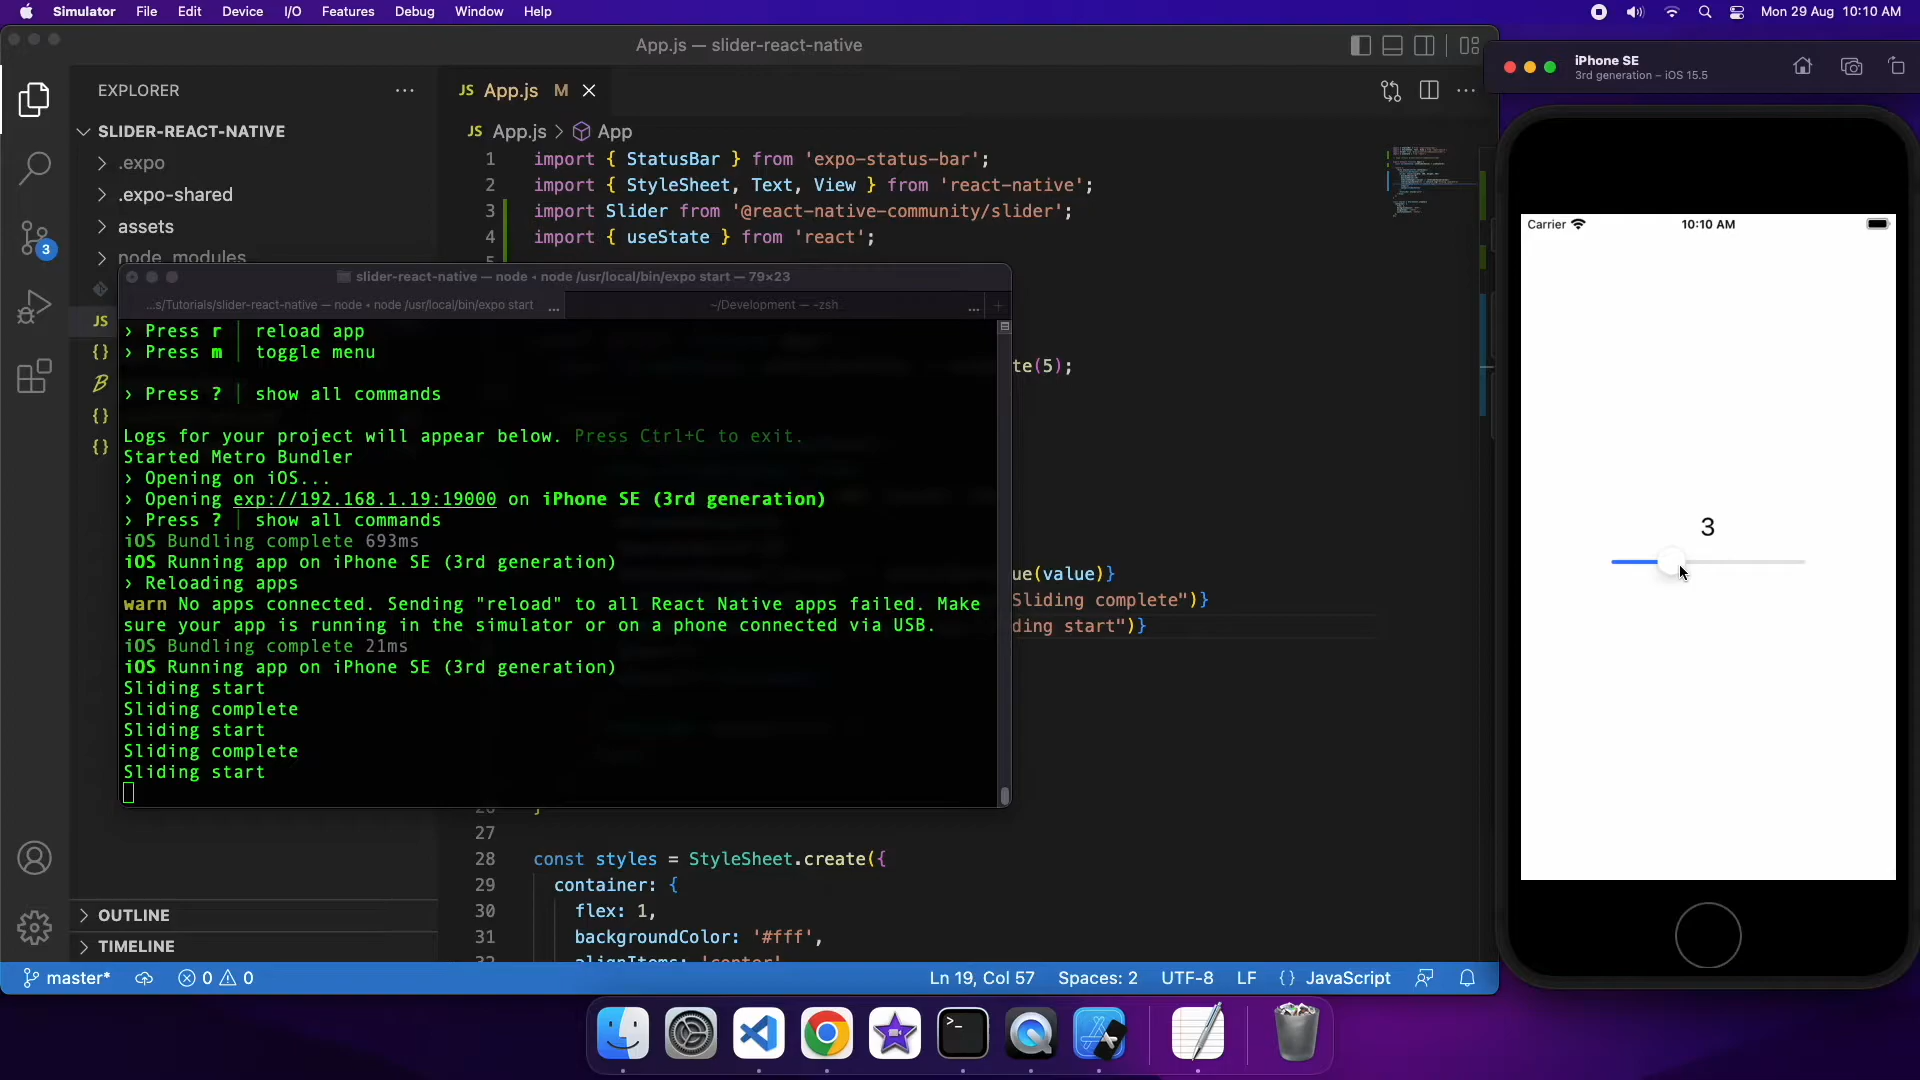 Simulator File Edit Device I/O Features Debug Window Help
Mon 29 Aug 10:10 AM
App.js — slider-react-native
EXPLORER
SLIDER-REACT-NATIVE
.expo
.expo-shared
assets
node_modules
JS
JS App.js M
JS App.js > App
1 import { StatusBar } from 'expo-status-bar';
2 import { StyleSheet, Text, View } from 'react-native';
3 import Slider from '@react-native-community/slider';
4 import { useState } from 'react';
5
te(5);
ue(value)}
Sliding complete")}
ding start")}
27
28 const styles = StyleSheet.create({
29 container: {
30 flex: 1,
31 backgroundColor: '#fff',
32 alignItems: 'center',
slider-react-native — node ◂ node /usr/local/bin/expo start — 79×23
...s/Tutorials/slider-react-native — node ◂ node /usr/local/bin/expo start ...
~/Development — -zsh ...
› Press r │ reload app
› Press m │ toggle menu
› Press ? │ show all commands
Logs for your project will appear below. Press Ctrl+C to exit.
Started Metro Bundler
› Opening on iOS...
› Opening exp://192.168.1.19:19000 on iPhone SE (3rd generation)
› Press ? │ show all commands
iOS Bundling complete 693ms
iOS Running app on iPhone SE (3rd generation)
› Reloading apps
warn No apps connected. Sending "reload" to all React Native apps failed. Make
sure your app is running in the simulator or on a phone connected via USB.
iOS Bundling complete 21ms
iOS Running app on iPhone SE (3rd generation)
Sliding start
Sliding complete
Sliding start
Sliding complete
Sliding start
OUTLINE
TIMELINE
3
master* 0 0
Ln 19, Col 57 Spaces: 2 UTF-8 LF {} JavaScript
iPhone SE
3rd generation – iOS 15.5
Carrier 10:10 AM
3